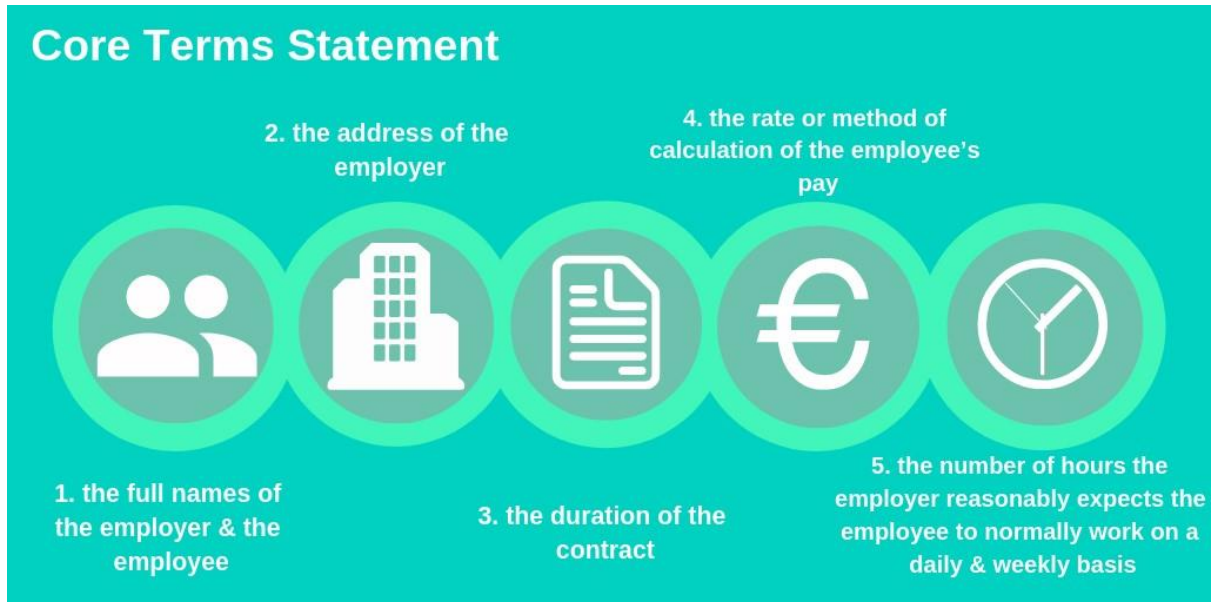 Core Terms Statement
1. the full names of
the employer & the
employee
2. the address of the
employer
3. the duration of the
contract
4. the rate or method of
calculation of the employee’s
pay
5. the number of hours the
employer reasonably expects the
employee to normally work on a
daily & weekly basis